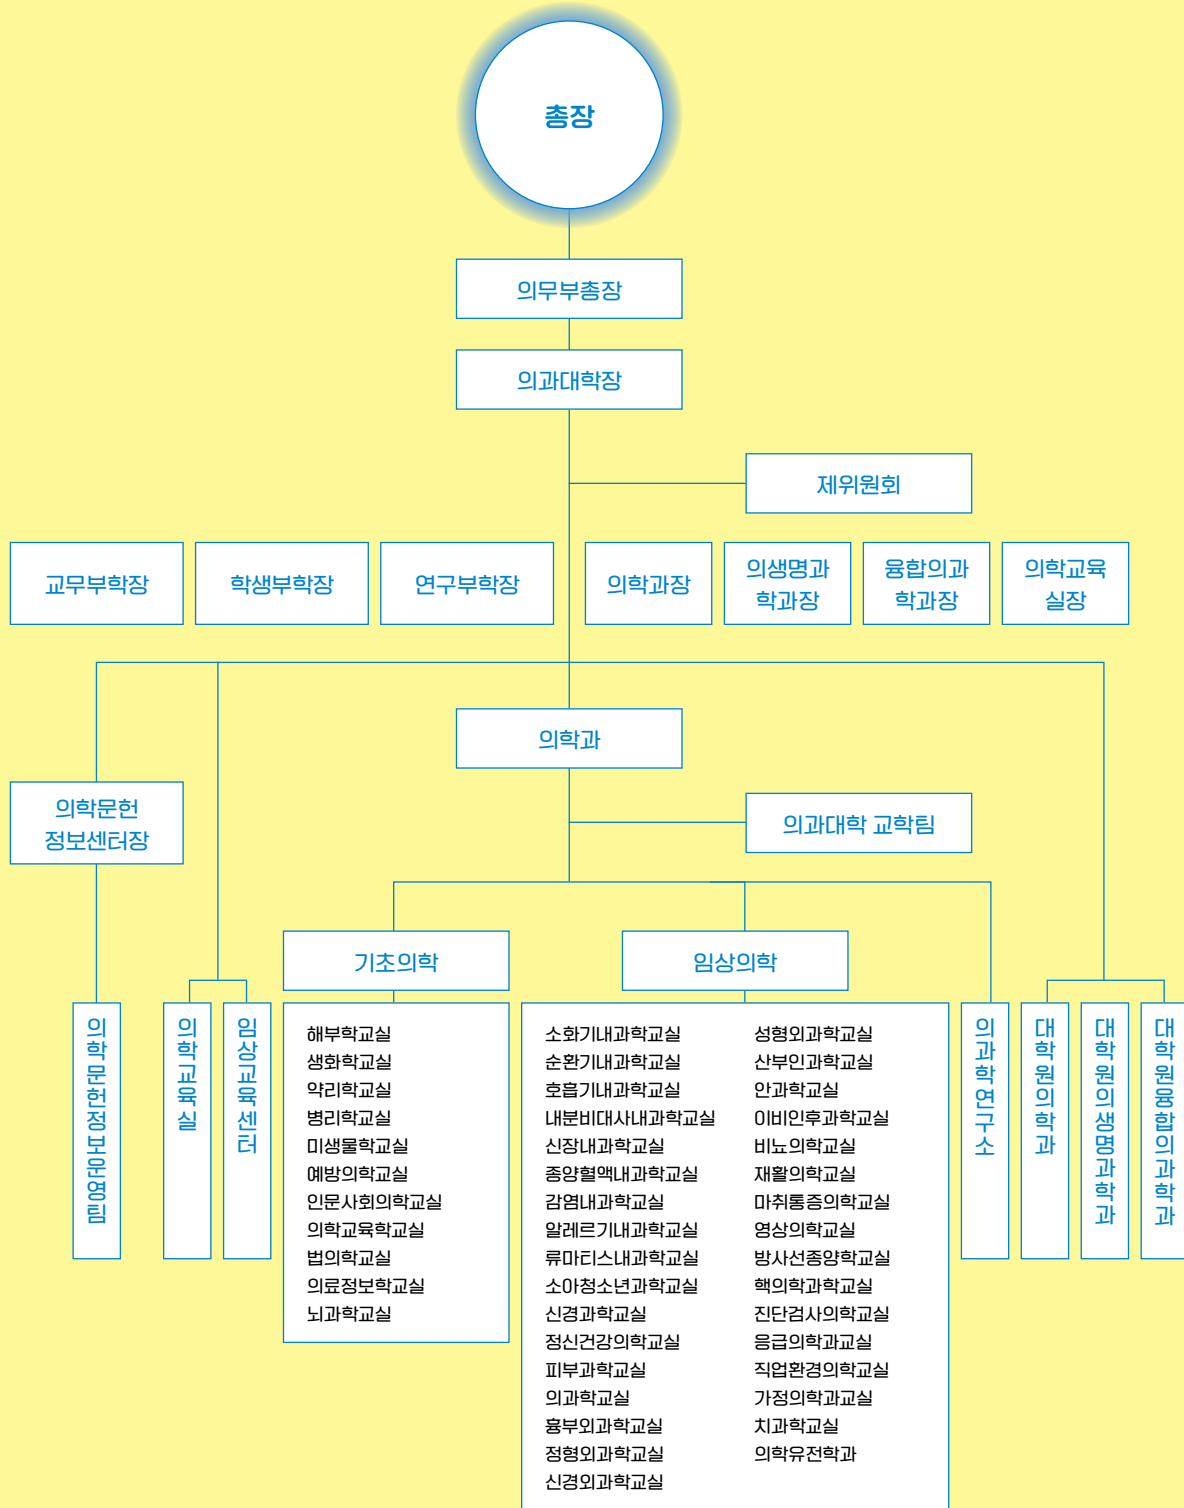 총장
의무부총장
의과대학장
제위원회
교무부학장
학생부학장
연구부학장
의학과장
의생명과
학과장
융합의과
학과장
의학교육
실장
의학과
의학문헌
정보센터장
의과대학 교학팀
기초의학
임상의학
의학문헌정보운영팀
의학교육실
임상교육센터
해부학교실
생화학교실
약리학교실
병리학교실
미생물학교실
예방의학교실
인문사회의학교실
의학교육학교실
법의학교실
의료정보학교실
뇌과학교실
소화기내과학교실
순환기내과학교실
호흡기내과학교실
내분비대사내과학교실
신장내과학교실
종양혈액내과학교실
감염내과학교실
알레르기내과학교실
류마티스내과학교실
소아청소년과학교실
신경과학교실
정신건강의학교실
피부과학교실
의과학교실
흉부외과학교실
정형외과학교실
신경외과학교실
성형외과학교실
산부인과학교실
안과학교실
이비인후과학교실
비뇨의학교실
재활의학교실
마취통증의학교실
영상의학교실
방사선종양학교실
핵의학과학교실
진단검사의학교실
응급의학과교실
직업환경의학교실
가정의학과교실
치과학교실
의학유전학과
의과학연구소
대학원의학과
대학원의생명과학과
대학원융합의과학과